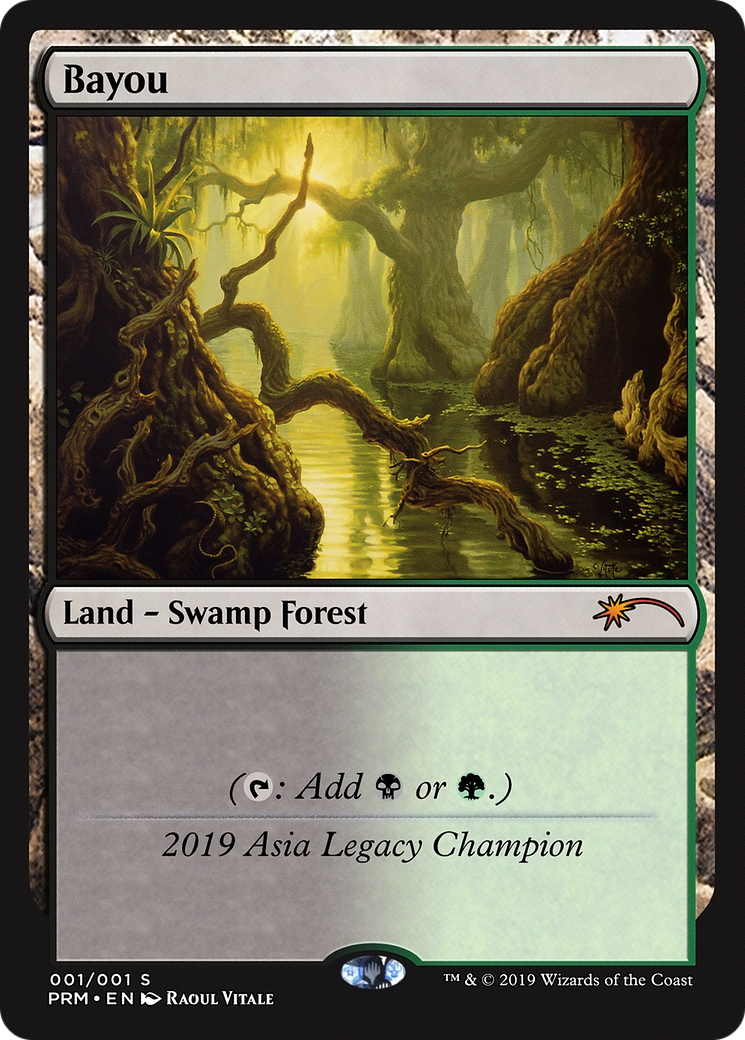 Bayou
Land – Swamp Forest
(: Add or .)
2019 Asia Legacy Champion
001/001 S
™ & © 2019 Wizards of the Coast
PRM • EN RAOUL VITALE